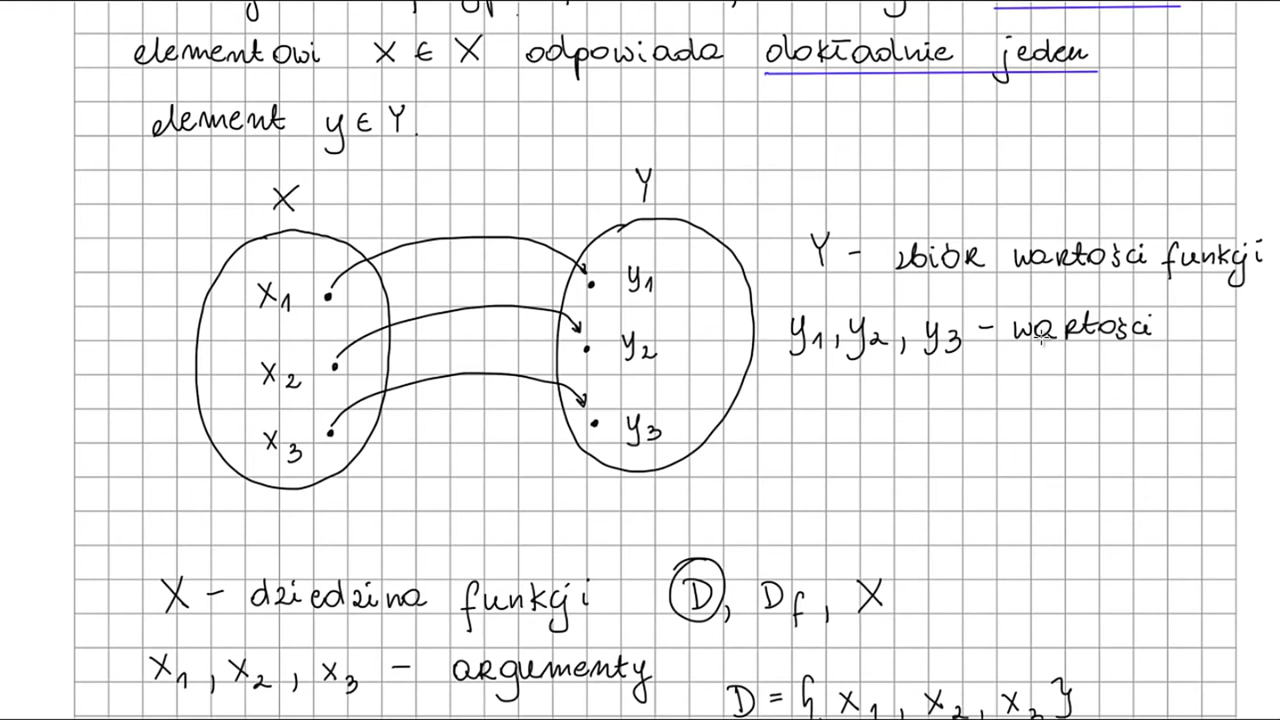 elementowi x ∈ X odpowiada dokładnie jeden
element y ∈ Y.
X
Y
x1
x2
x3
y1
y2
y3
Y - zbiór wartości funkcji
y1, y2, y3 - wartości
X - dziedzina funkcji D, Df, X
x1, x2, x3 - argumenty
D = { x1, x2, x3 }